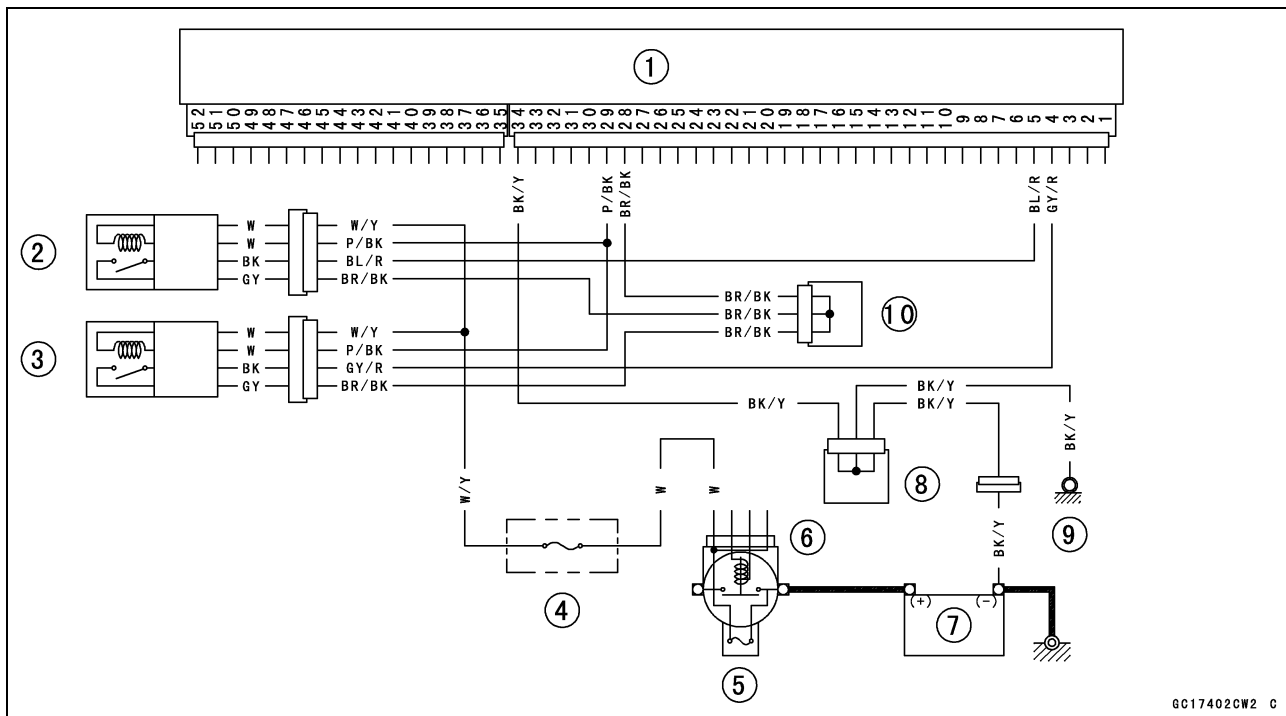 1
52 51 50 49 48 47 46 45 44 43 42 41 40 39 38 37 36 35 34 33 32 31 30 29 28 27 26 25 24 23 22 21 20 19 18 17 16 15 14 13 12 11 10 9 8 7 6 5 4 3 2 1
BK/Y P/BK BR/BK BL/R GY/R
2
W W/Y
W P/BK
BK BL/R
GY BR/BK
BR/BK
BR/BK
BR/BK
10
3
W W/Y
W P/BK
BK GY/R
GY BR/BK
BK/Y
BK/Y
BK/Y
BK/Y
W/Y
W
W
8
6
9
BK/Y
4
(+) (-)
7
5
GC17402CW2 C